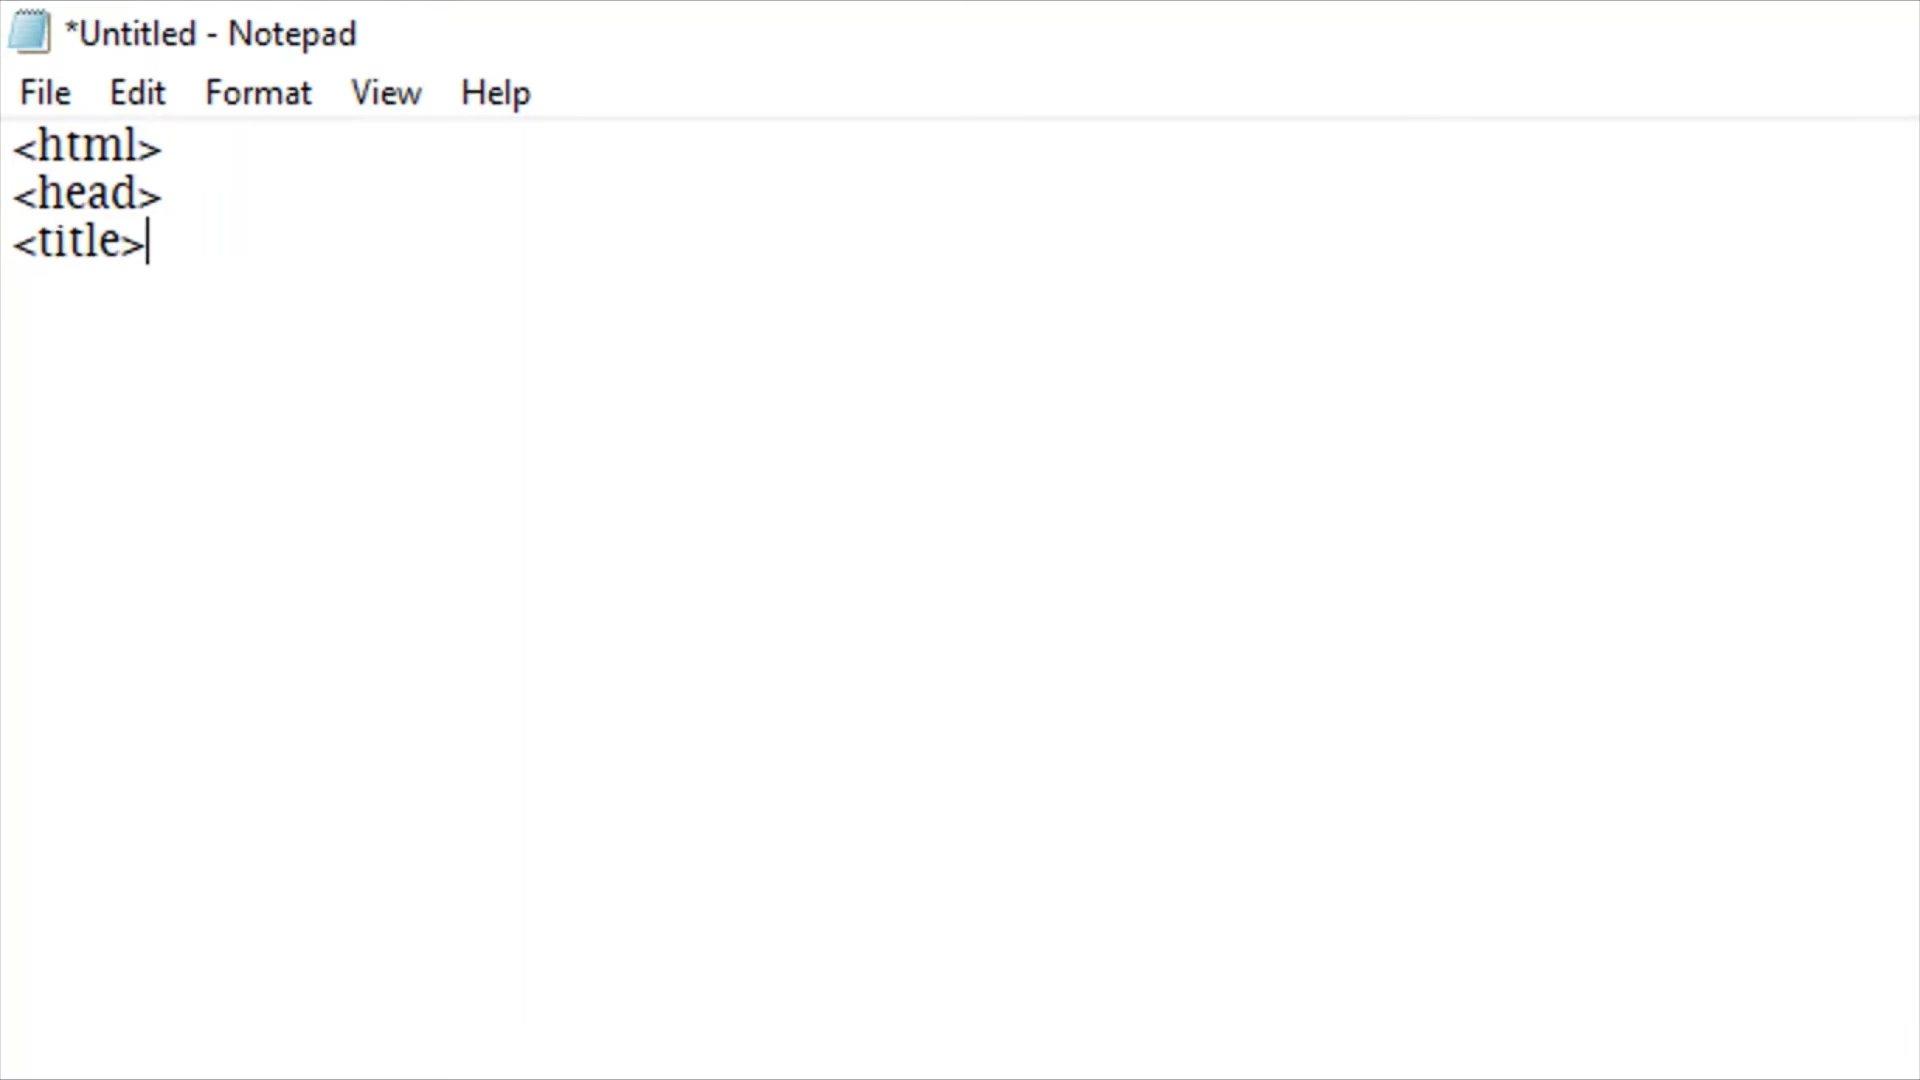 *Untitled - Notepad
File Edit Format View Help
<html>
<head>
<title>